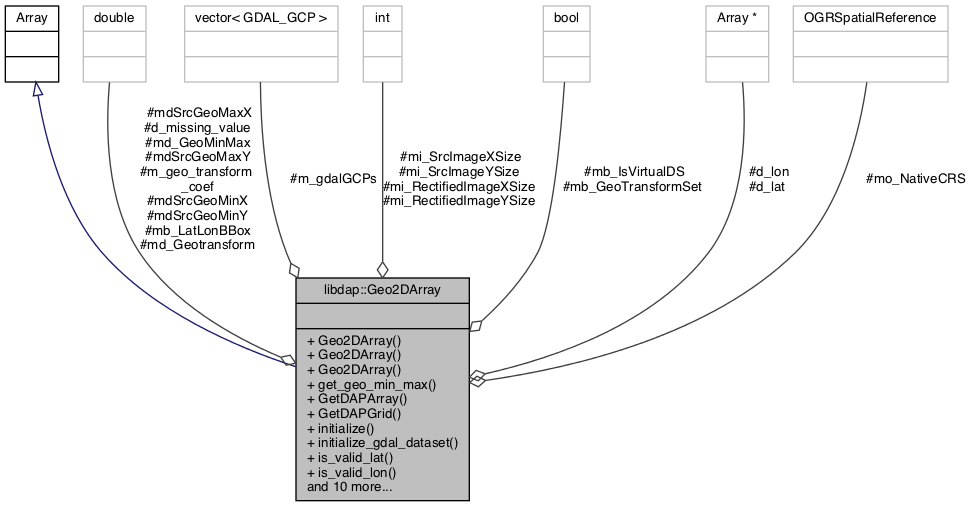 Array
double
vector< GDAL_GCP >
int
bool
Array *
OGRSpatialReference
#mdSrcGeoMaxX
#d_missing_value
#md_GeoMinMax
#mdSrcGeoMaxY
#m_geo_transform
_coef
#mdSrcGeoMinX
#mdSrcGeoMinY
#mb_LatLonBBox
#md_Geotransform
#m_gdalGCPs
#mi_SrcImageXSize
#mi_SrcImageYSize
#mi_RectifiedImageXSize
#mi_RectifiedImageYSize
#mb_IsVirtualDS
#mb_GeoTransformSet
#d_lon
#d_lat
#mo_NativeCRS
libdap::Geo2DArray
+ Geo2DArray()
+ Geo2DArray()
+ Geo2DArray()
+ get_geo_min_max()
+ GetDAPArray()
+ GetDAPGrid()
+ initialize()
+ initialize_gdal_dataset()
+ is_valid_lat()
+ is_valid_lon()
and 10 more...